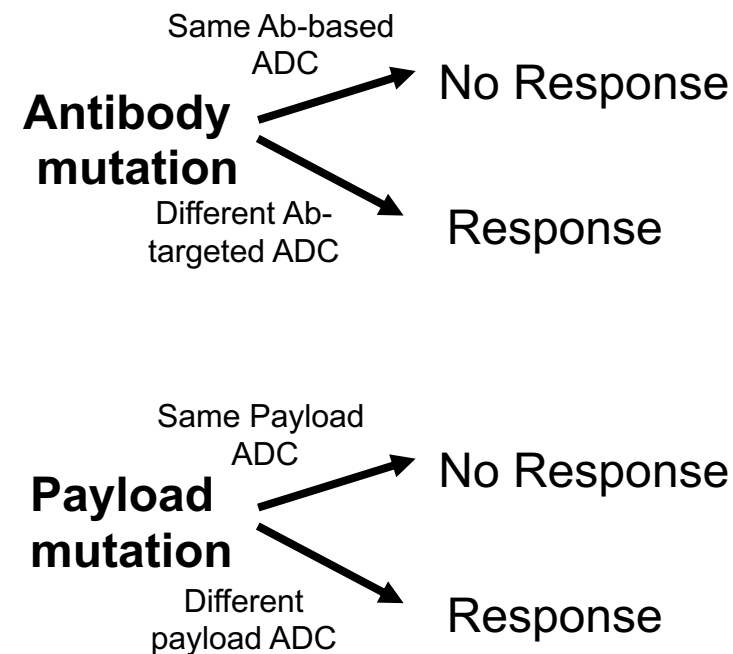 Same Ab-based
ADC
No Response
Antibody
mutation
Different Ab-
targeted ADC
Response
Same Payload
ADC
No Response
Payload
mutation
Different
payload ADC
Response